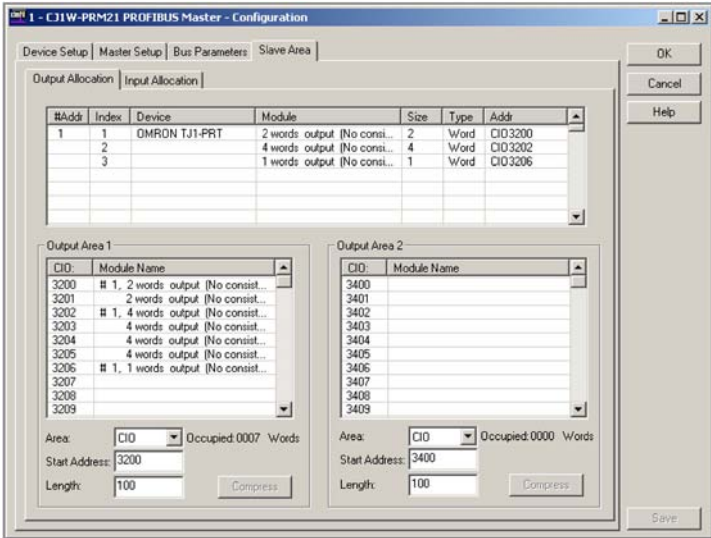 1 - CJ1W-PRM21 PROFIBUS Master - Configuration
Device Setup Master Setup Bus Parameters Slave Area
OK
Cancel
Help
Output Allocation Input Allocation
#Addr Index Device Module Size Type Addr
1 1 OMRON TJ1-PRT 2 words output (No consi... 2 Word CIO3200
2 4 words output (No consi... 4 Word CIO3202
3 1 words output (No consi... 1 Word CIO3206
Output Area 1
CIO: Module Name
3200 # 1, 2 words output (No consist...
3201 2 words output (No consist...
3202 # 1, 4 words output (No consist...
3203 4 words output (No consist...
3204 4 words output (No consist...
3205 4 words output (No consist...
3206 # 1, 1 words output (No consist...
3207
3208
3209
Area: CIO Occupied:0007 Words
Start Address: 3200
Length: 100 Compress
Output Area 2
CIO: Module Name
3400
3401
3402
3403
3404
3405
3406
3407
3408
3409
Area: CIO Occupied:0000 Words
Start Address: 3400
Length: 100 Compress
Save